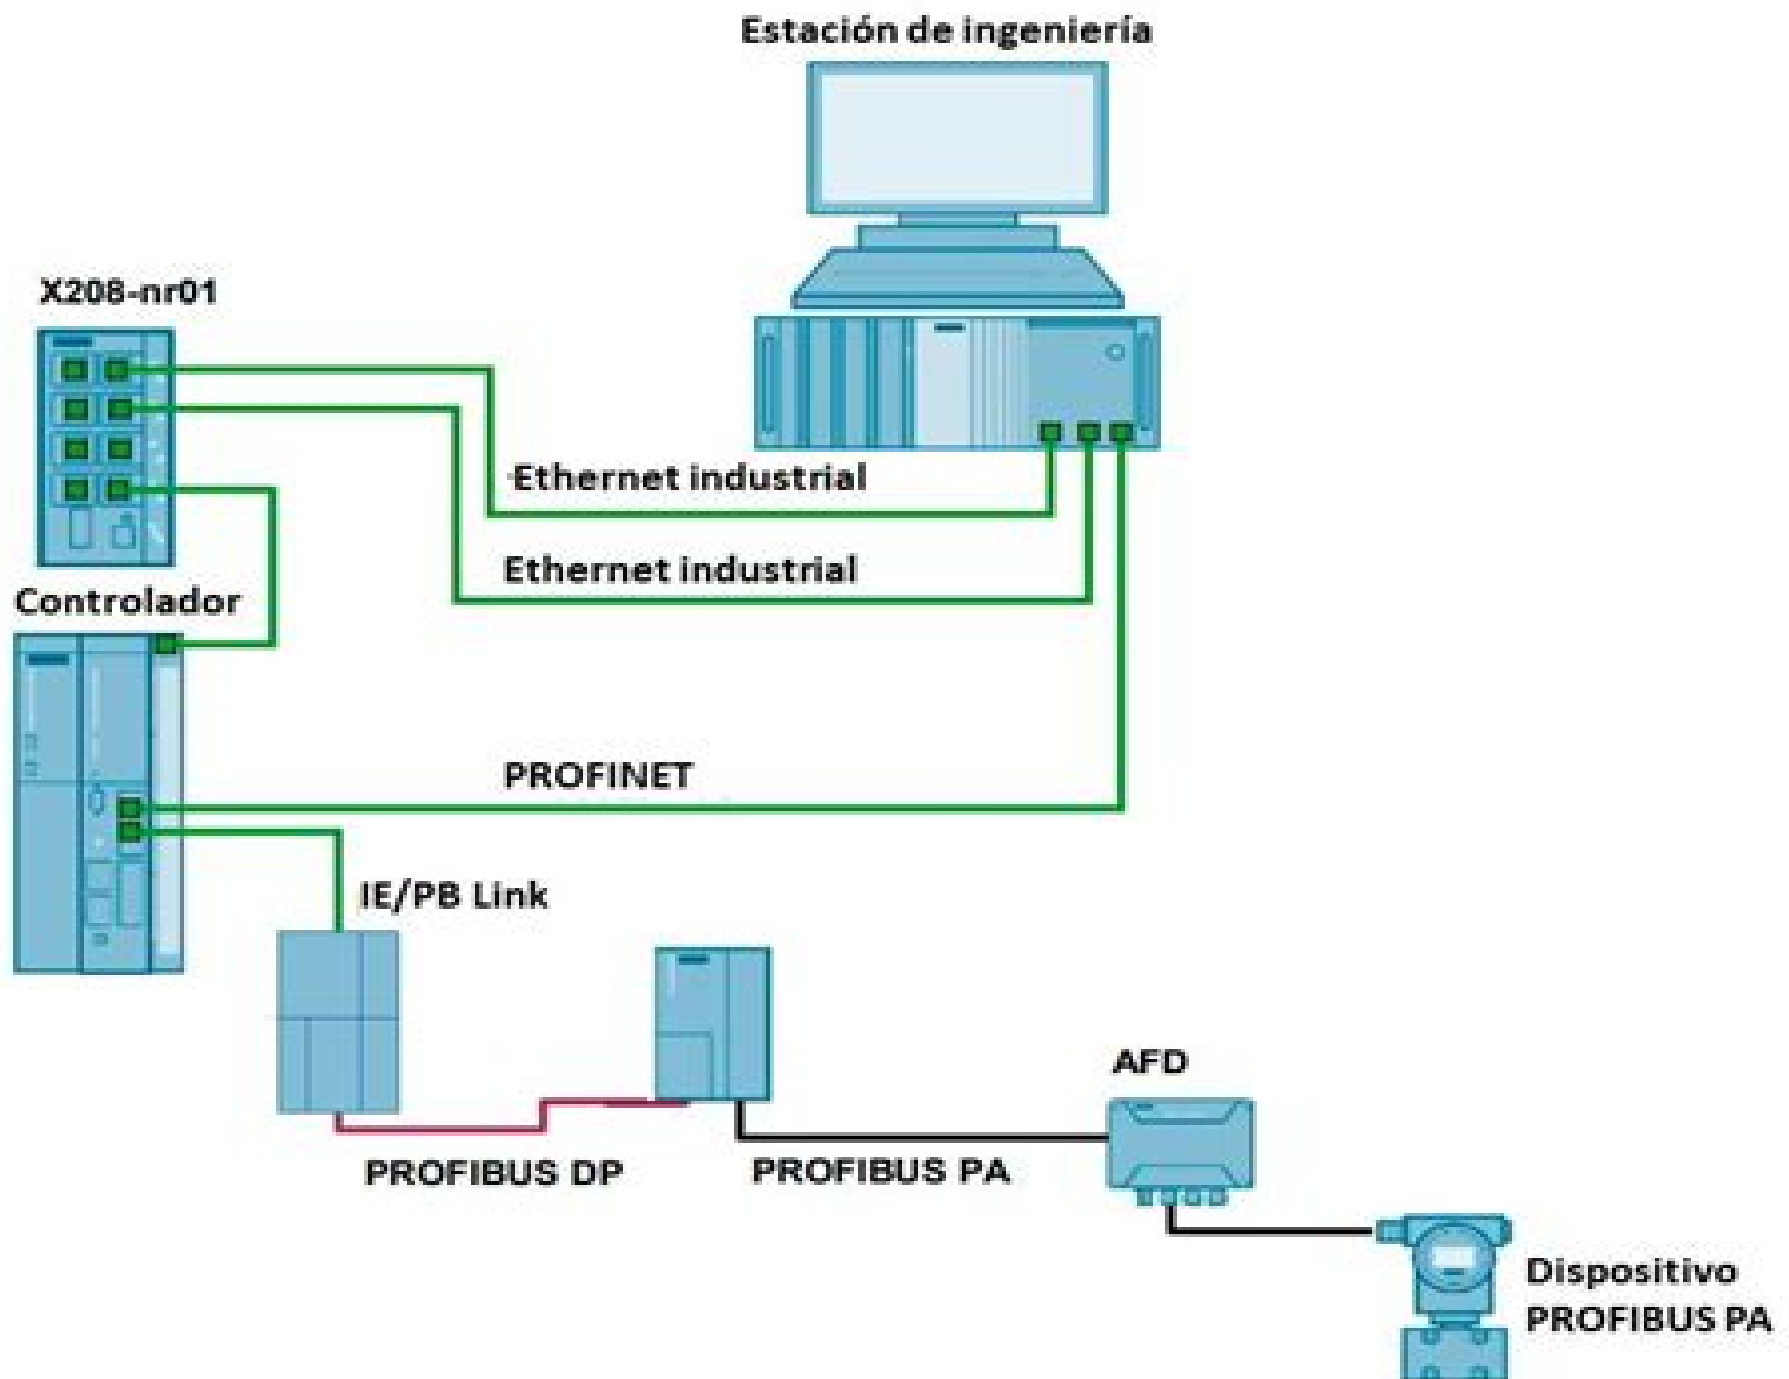 Estación de ingeniería
X208-nr01
Ethernet industrial
Ethernet industrial
Controlador
PROFINET
IE/PB Link
AFD
PROFIBUS DP
PROFIBUS PA
Dispositivo
PROFIBUS PA